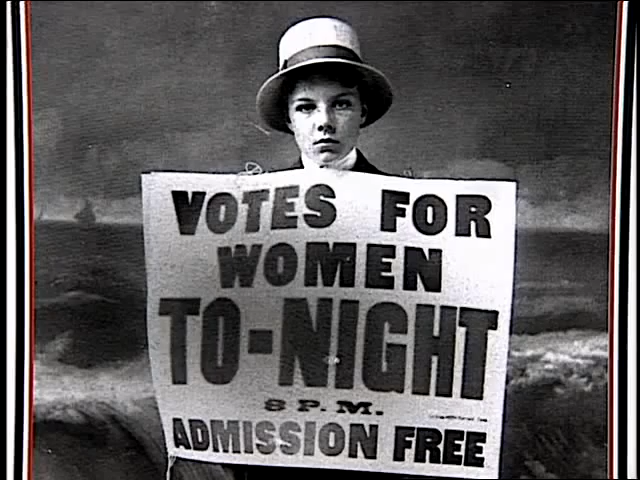 VOTES FOR
WOMEN
TO-NIGHT
8 P.M.
ADMISSION FREE